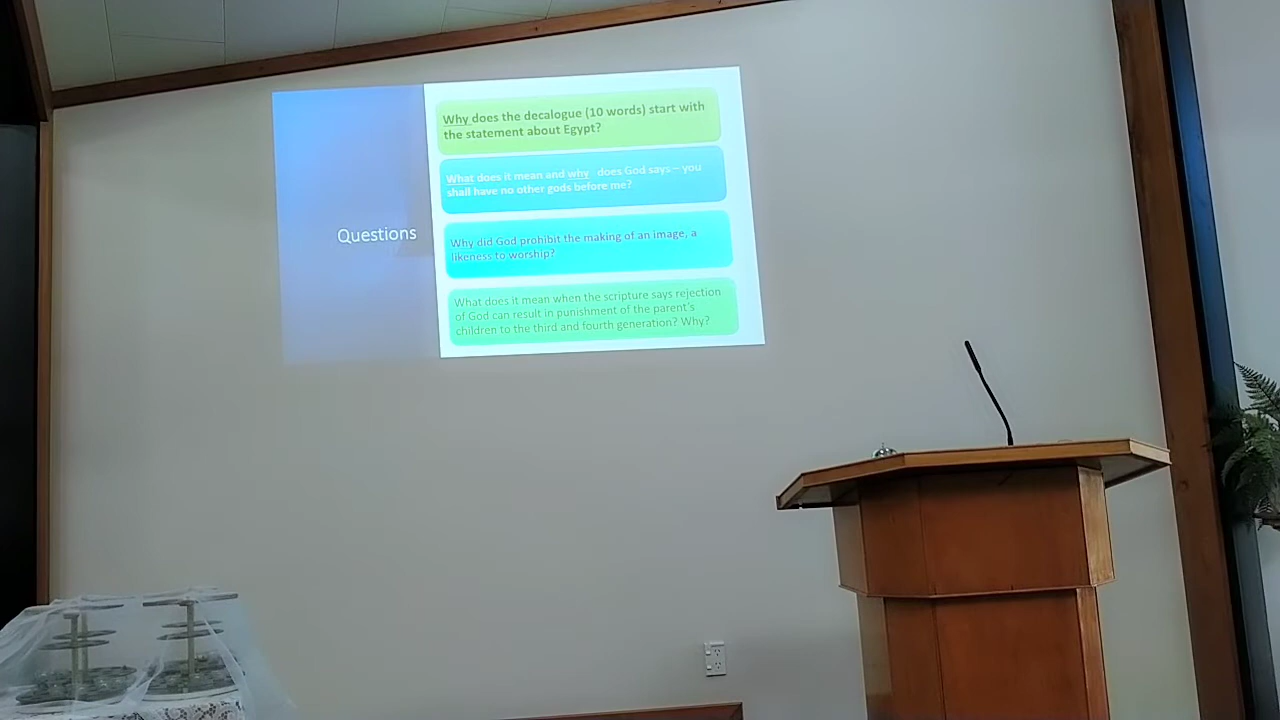 Questions
Why does the decalogue (10 words) start with
the statement about Egypt?
What does it mean and why does God says – you
shall have no other gods before me?
Why did God prohibit the making of an image, a
likeness to worship?
What does it mean when the scripture says rejection
of God can result in punishment of the parent's
children to the third and fourth generation? Why?